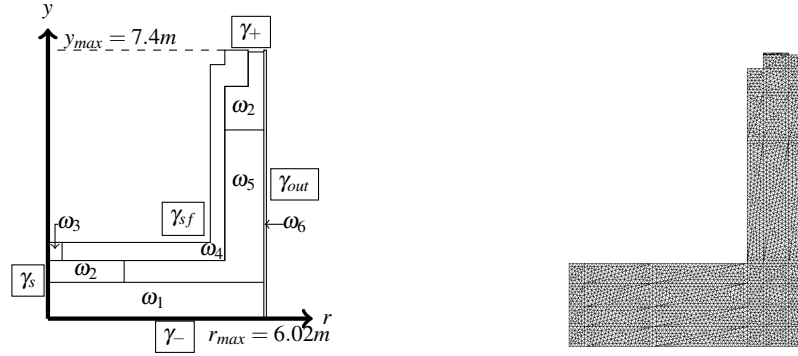 y
y_max = 7.4m
γ+
ω2
γout
ω5
γsf
ω3
ω6
ω4
γs
ω2
ω1
r
γ−
r_max = 6.02m